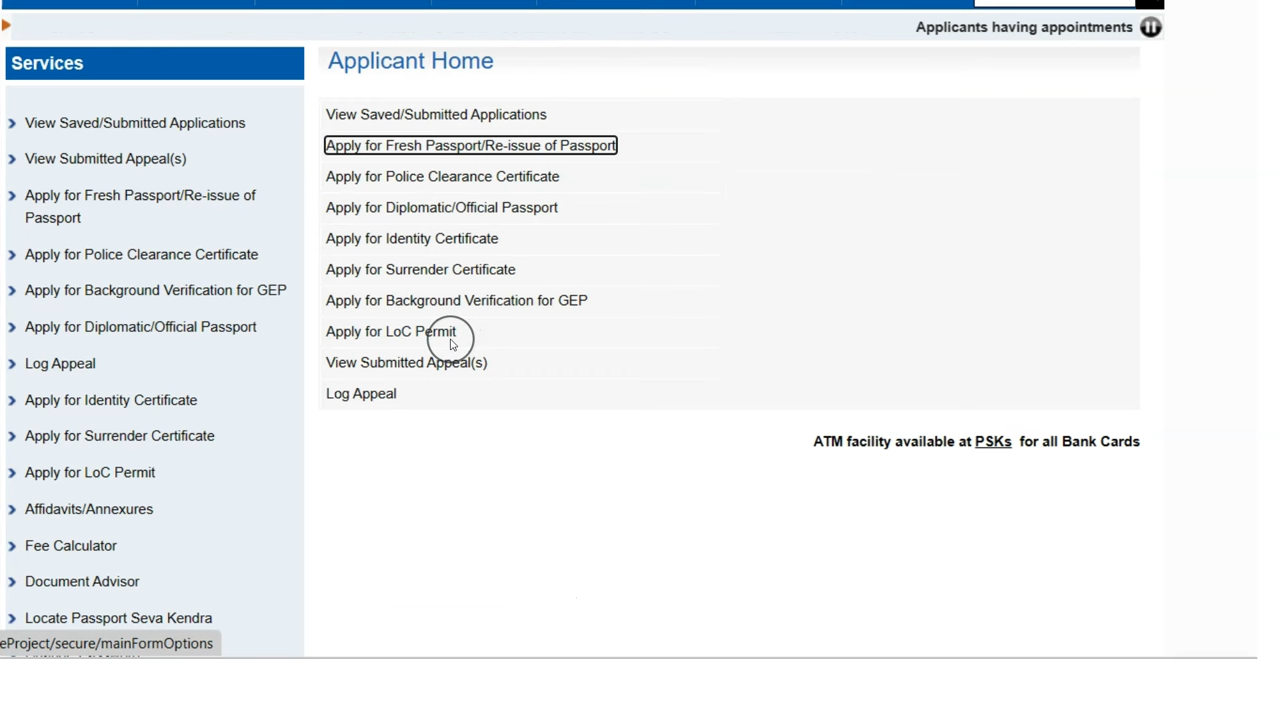 Applicants having appointments
Services
View Saved/Submitted Applications
View Submitted Appeal(s)
Apply for Fresh Passport/Re-issue of
Passport
Apply for Police Clearance Certificate
Apply for Background Verification for GEP
Apply for Diplomatic/Official Passport
Log Appeal
Apply for Identity Certificate
Apply for Surrender Certificate
Apply for LoC Permit
Affidavits/Annexures
Fee Calculator
Document Advisor
Locate Passport Seva Kendra
eProject/secure/mainFormOptions
Applicant Home
View Saved/Submitted Applications
Apply for Fresh Passport/Re-issue of Passport
Apply for Police Clearance Certificate
Apply for Diplomatic/Official Passport
Apply for Identity Certificate
Apply for Surrender Certificate
Apply for Background Verification for GEP
Apply for LoC Permit
View Submitted Appeal(s)
Log Appeal
ATM facility available at PSKs for all Bank Cards